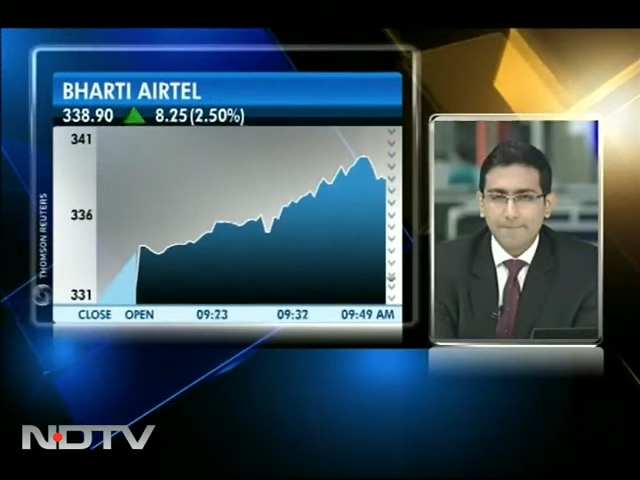 BHARTI AIRTEL
338.90 ▲ 8.25 (2.50%)
341
336
331
CLOSE OPEN 09:23 09:32 09:49 AM
THOMSON REUTERS
NDTV